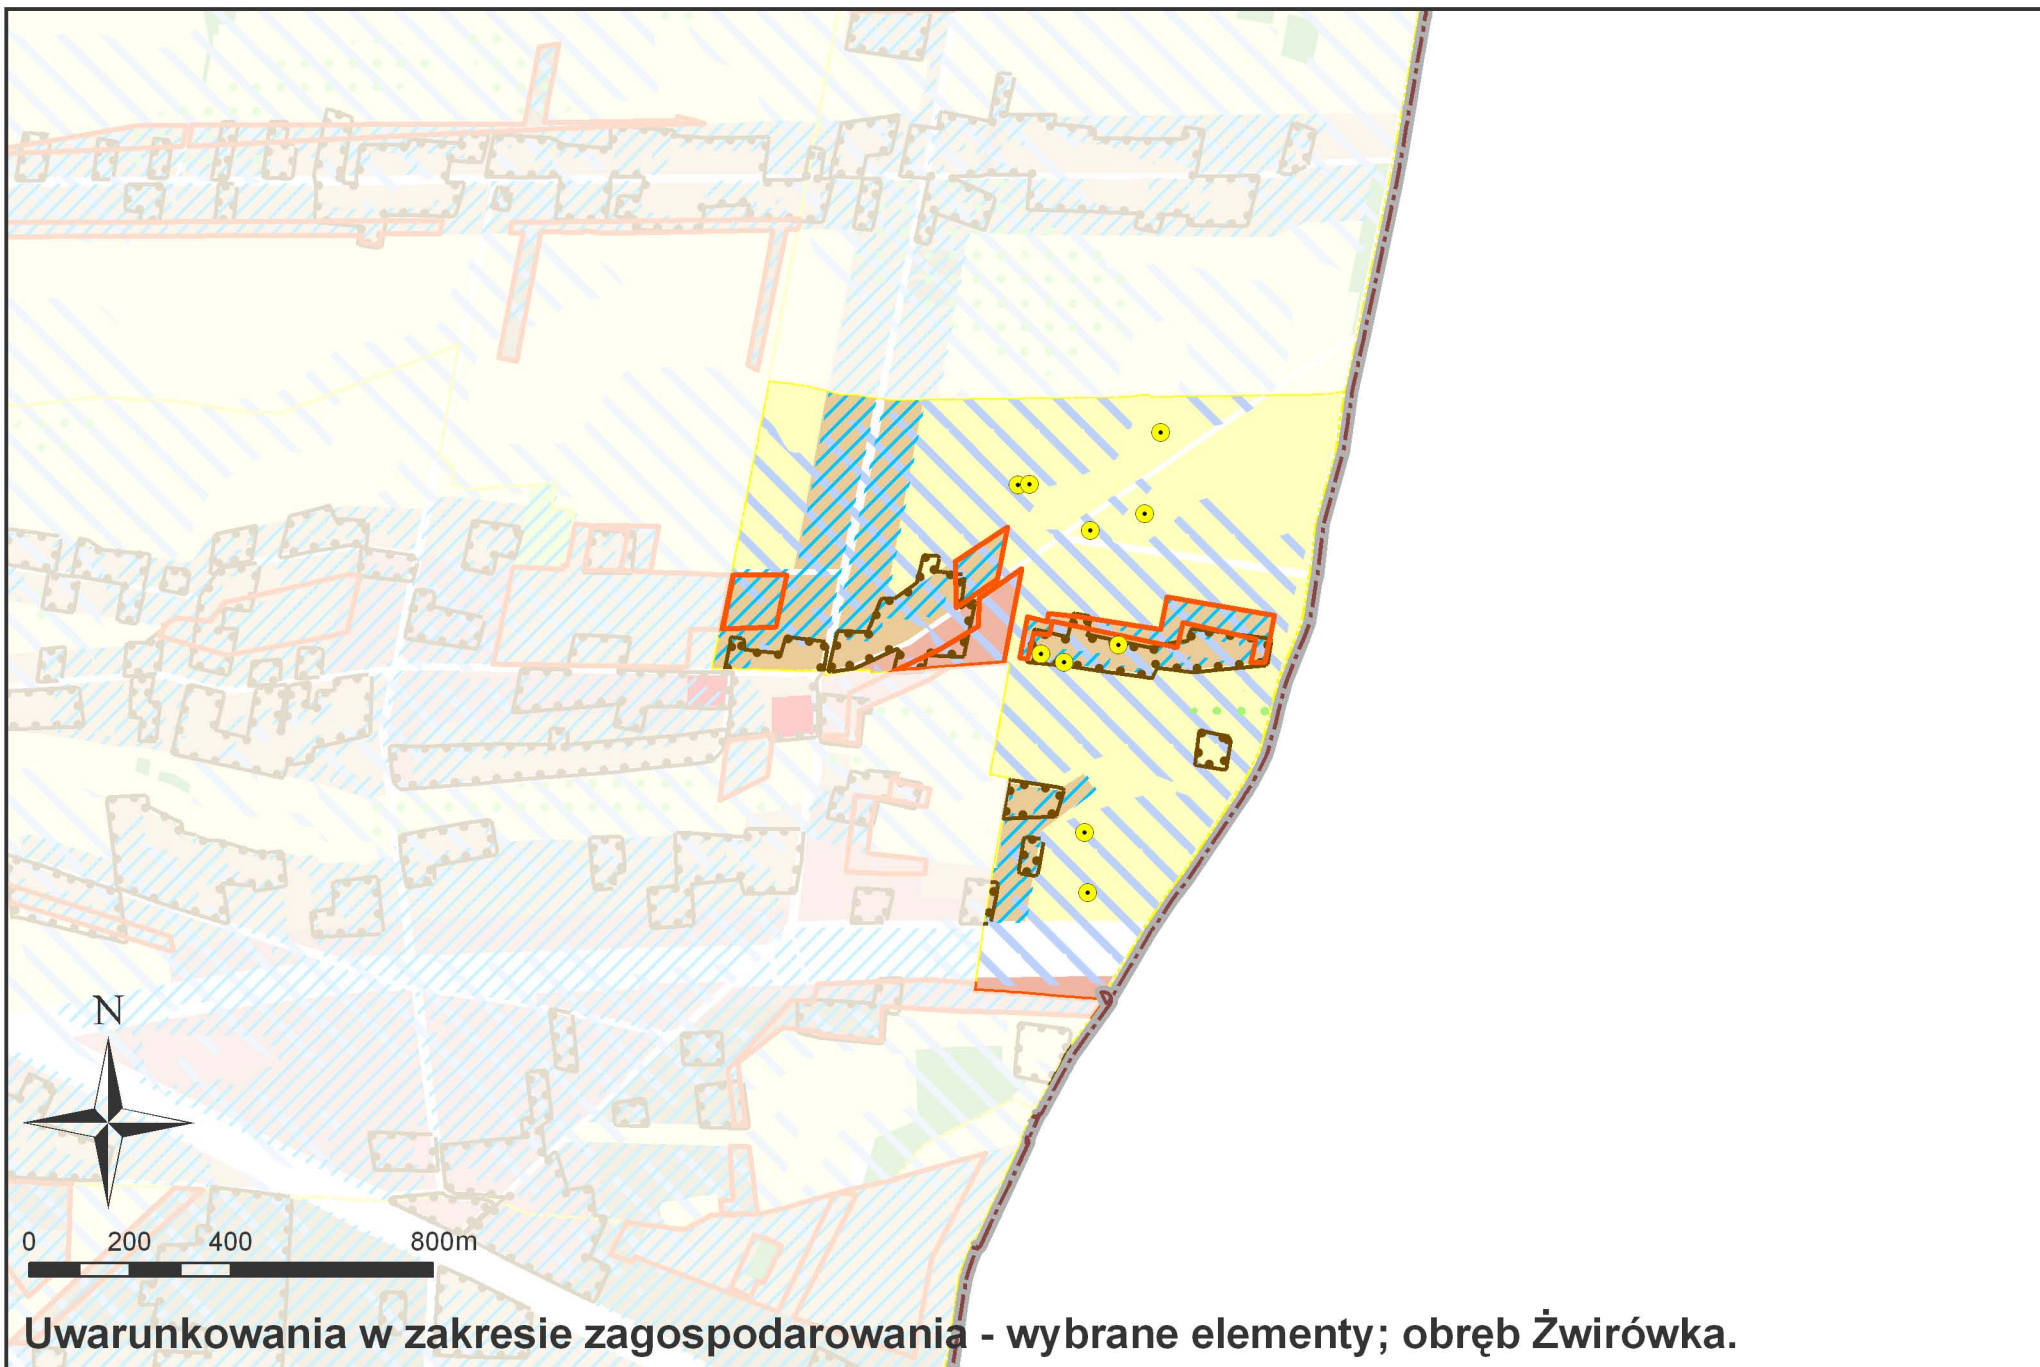 N
0 200 400 800m
Uwarunkowania w zakresie zagospodarowania - wybrane elementy; obręb Żwirówka.